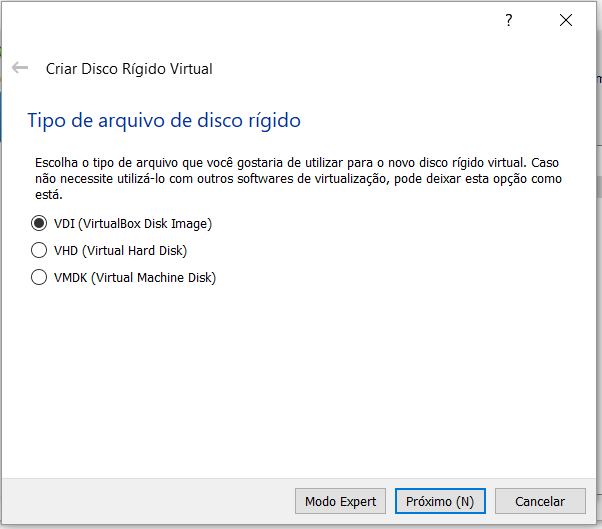 ?
Criar Disco Rígido Virtual
Tipo de arquivo de disco rígido
Escolha o tipo de arquivo que você gostaria de utilizar para o novo disco rígido virtual. Caso
não necessite utilizá-lo com outros softwares de virtualização, pode deixar esta opção como
está.
VDI (VirtualBox Disk Image)
VHD (Virtual Hard Disk)
VMDK (Virtual Machine Disk)
Modo Expert Próximo (N) Cancelar